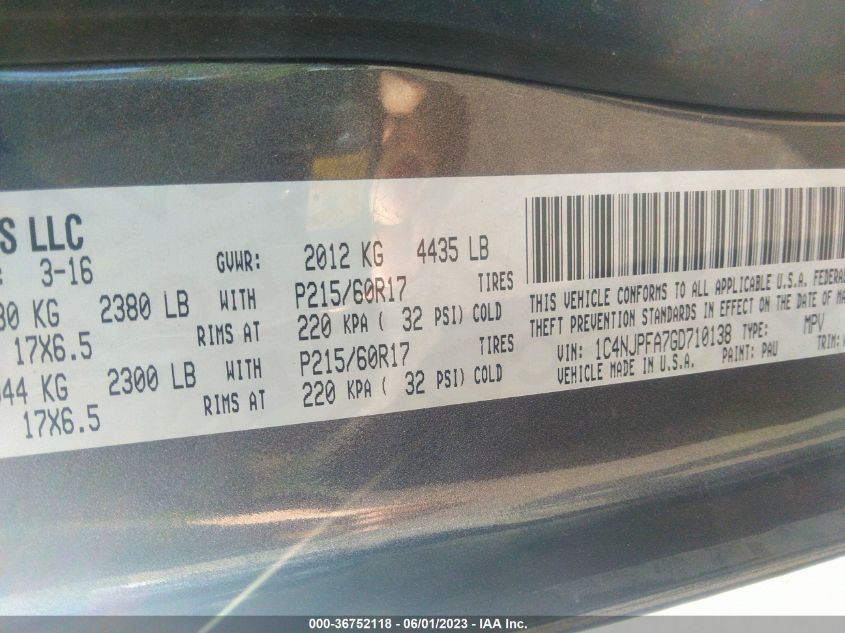 S LLC
3-16
GVWR: 2012 KG 4435 LB
80 KG 2380 LB WITH P215/60R17 TIRES
17X6.5 RIMS AT 220 KPA ( 32 PSI) COLD
44 KG 2300 LB WITH P215/60R17 TIRES
17X6.5 RIMS AT 220 KPA ( 32 PSI) COLD
THIS VEHICLE CONFORMS TO ALL APPLICABLE U.S.A. FEDERAL
THEFT PREVENTION STANDARDS IN EFFECT ON THE DATE OF MA
VIN: 1C4NJPFA7GD710138 TYPE: MPV
VEHICLE MADE IN U.S.A. PAINT: PAU TRIM:
000-36752118 - 06/01/2023 - IAA Inc.